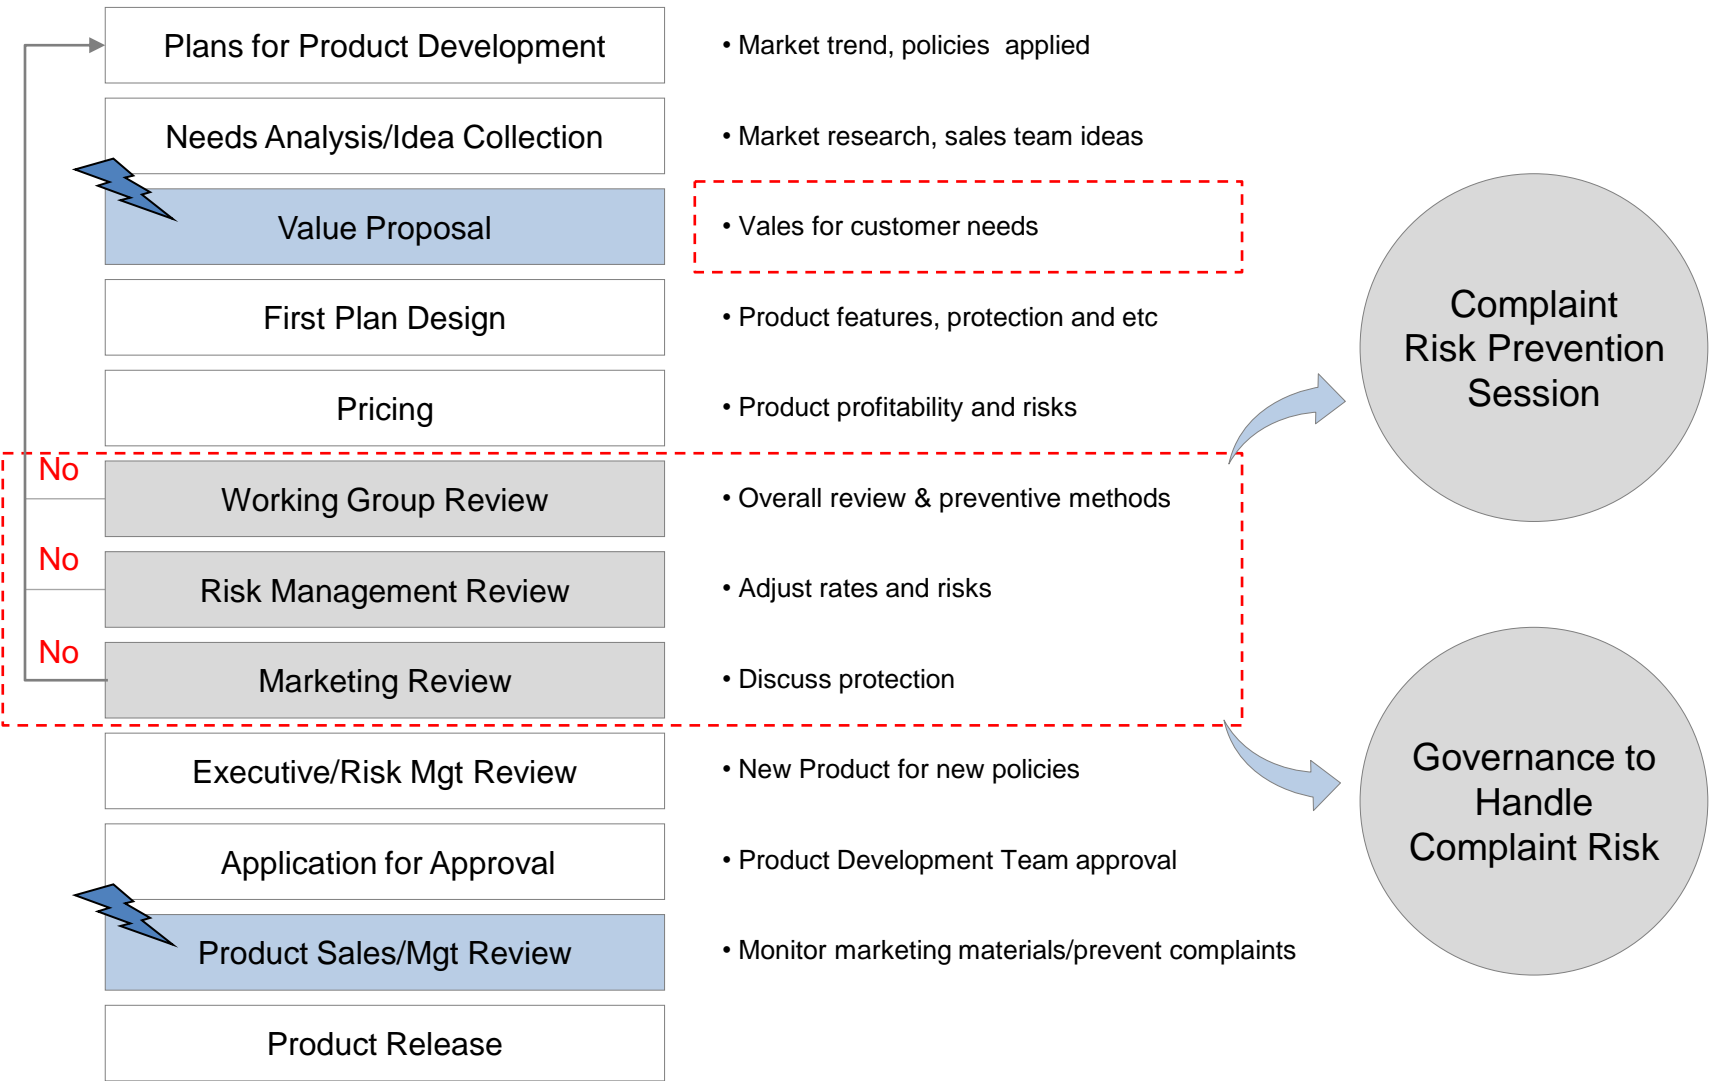 Plans for Product Development
• Market trend, policies  applied
Needs Analysis/Idea Collection
• Market research, sales team ideas
Value Proposal
• Vales for customer needs
First Plan Design
• Product features, protection and etc
Pricing
• Product profitability and risks
No
Working Group Review
• Overall review & preventive methods
No
Risk Management Review
• Adjust rates and risks
No
Marketing Review
• Discuss protection
Executive/Risk Mgt Review
• New Product for new policies
Application for Approval
• Product Development Team approval
Product Sales/Mgt Review
• Monitor marketing materials/prevent complaints
Product Release
Complaint
Risk Prevention
Session
Governance to
Handle
Complaint Risk